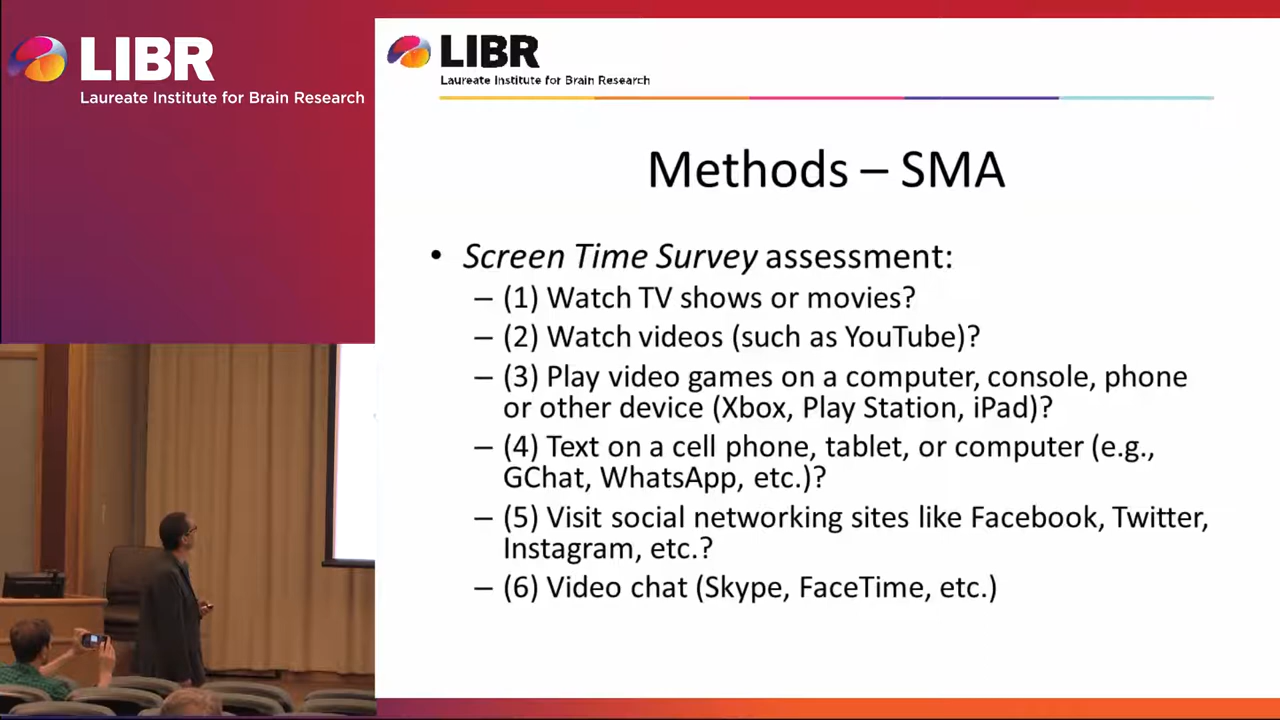 LIBR
Laureate Institute for Brain Research
LIBR
Laureate Institute for Brain Research
Methods – SMA
• Screen Time Survey assessment:
– (1) Watch TV shows or movies?
– (2) Watch videos (such as YouTube)?
– (3) Play video games on a computer, console, phone
or other device (Xbox, Play Station, iPad)?
– (4) Text on a cell phone, tablet, or computer (e.g.,
GChat, WhatsApp, etc.)?
– (5) Visit social networking sites like Facebook, Twitter,
Instagram, etc.?
– (6) Video chat (Skype, FaceTime, etc.)